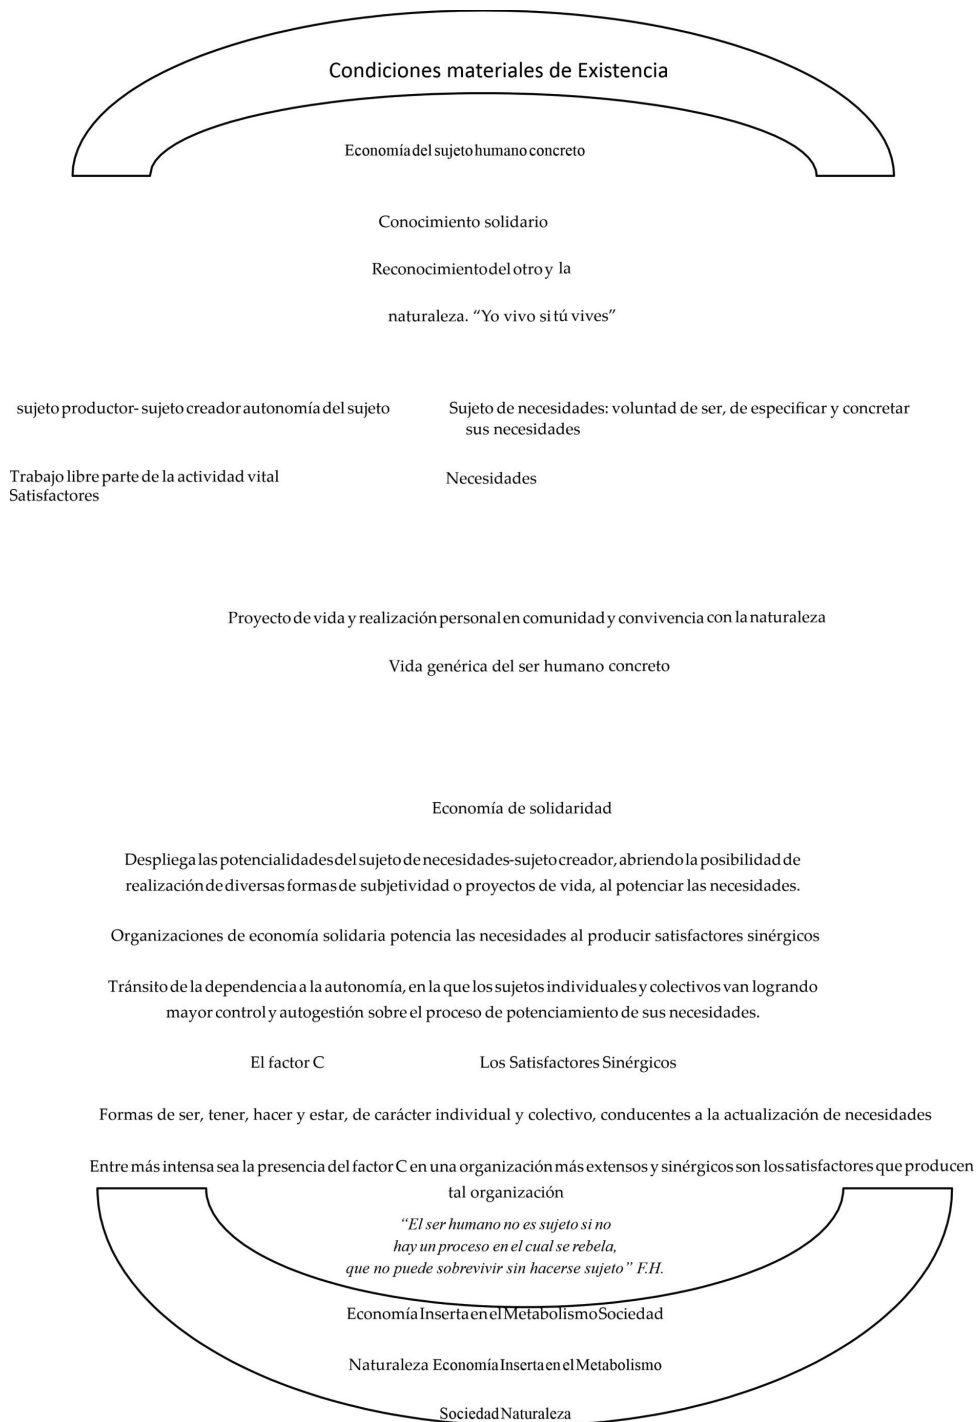 Condiciones materiales de Existencia
Economía del sujeto humano concreto
Conocimiento solidario
Reconocimiento del otro y la
naturaleza. “Yo vivo si tú vives”
sujeto productor- sujeto creador autonomía del sujeto
Sujeto de necesidades: voluntad de ser, de especificar y concretar
sus necesidades
Trabajo libre parte de la actividad vital
Satisfactores
Necesidades
Proyecto de vida y realización personal en comunidad y convivencia con la naturaleza
Vida genérica del ser humano concreto
Economía de solidaridad
Despliega las potencialidades del sujeto de necesidades-sujeto creador, abriendo la posibilidad de
realización de diversas formas de subjetividad o proyectos de vida, al potenciar las necesidades.
Organizaciones de economía solidaria potencia las necesidades al producir satisfactores sinérgicos
Tránsito de la dependencia a la autonomía, en la que los sujetos individuales y colectivos van logrando
mayor control y autogestión sobre el proceso de potenciamiento de sus necesidades.
El factor C
Los Satisfactores Sinérgicos
Formas de ser, tener, hacer y estar, de carácter individual y colectivo, conducentes a la actualización de necesidades
Entre más intensa sea la presencia del factor C en una organización más extensos y sinérgicos son los satisfactores que producen
tal organización
“El ser humano no es sujeto si no
hay un proceso en el cual se rebela,
que no puede sobrevivir sin hacerse sujeto” F.H.
Economía Inserta en el Metabolismo Sociedad
Naturaleza Economía Inserta en el Metabolismo
Sociedad Naturaleza